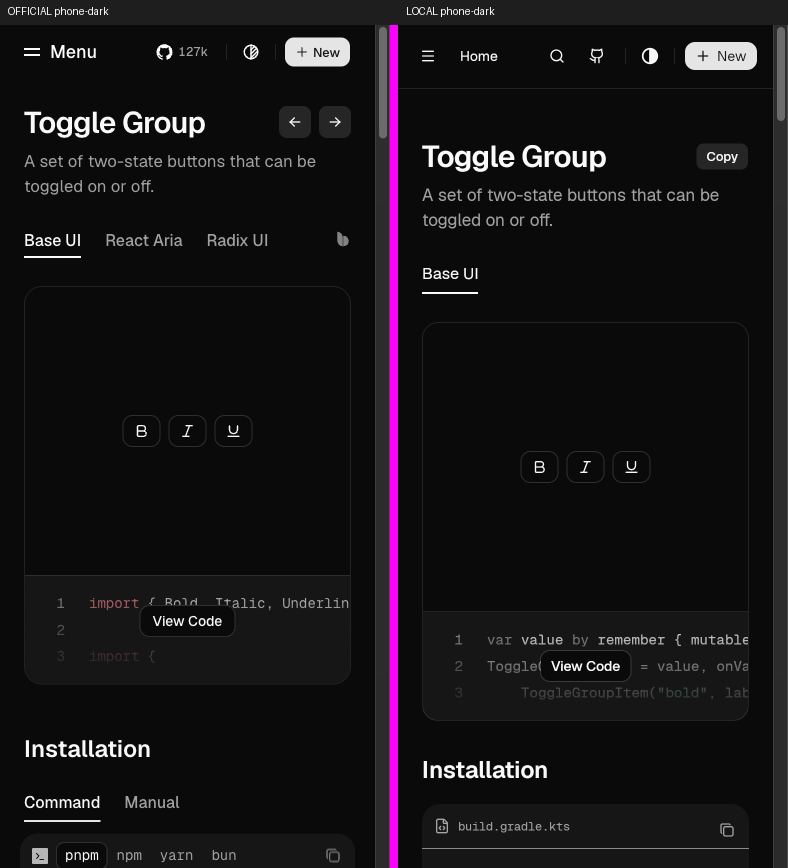 OFFICIAL phone-dark
Menu
127k
New
Toggle Group
A set of two-state buttons that can be
toggled on or off.
Base UI React Aria Radix UI
B I U
1 import { Bold, Italic, Underlin
2
View Code
3 import {
Installation
Command Manual
pnpm npm yarn bun
LOCAL phone-dark
Home
New
Toggle Group
Copy
A set of two-state buttons that can be
toggled on or off.
Base UI
B I U
1 var value by remember { mutable
2 Toggle = value, onVa
View Code
3 ToggleGroupItem("bold", lab
Installation
build.gradle.kts